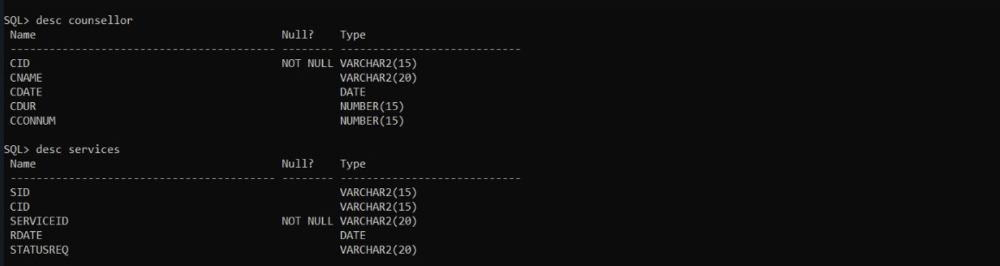 SQL> desc counsellor
Name Null? Type
----------------------------------------- -------- ----------------------------
CID NOT NULL VARCHAR2(15)
CNAME VARCHAR2(20)
CDATE DATE
CDUR NUMBER(15)
CCONNUM NUMBER(15)
SQL> desc services
Name Null? Type
----------------------------------------- -------- ----------------------------
SID VARCHAR2(15)
CID VARCHAR2(15)
SERVICEID NOT NULL VARCHAR2(20)
RDATE DATE
STATUSREQ VARCHAR2(20)